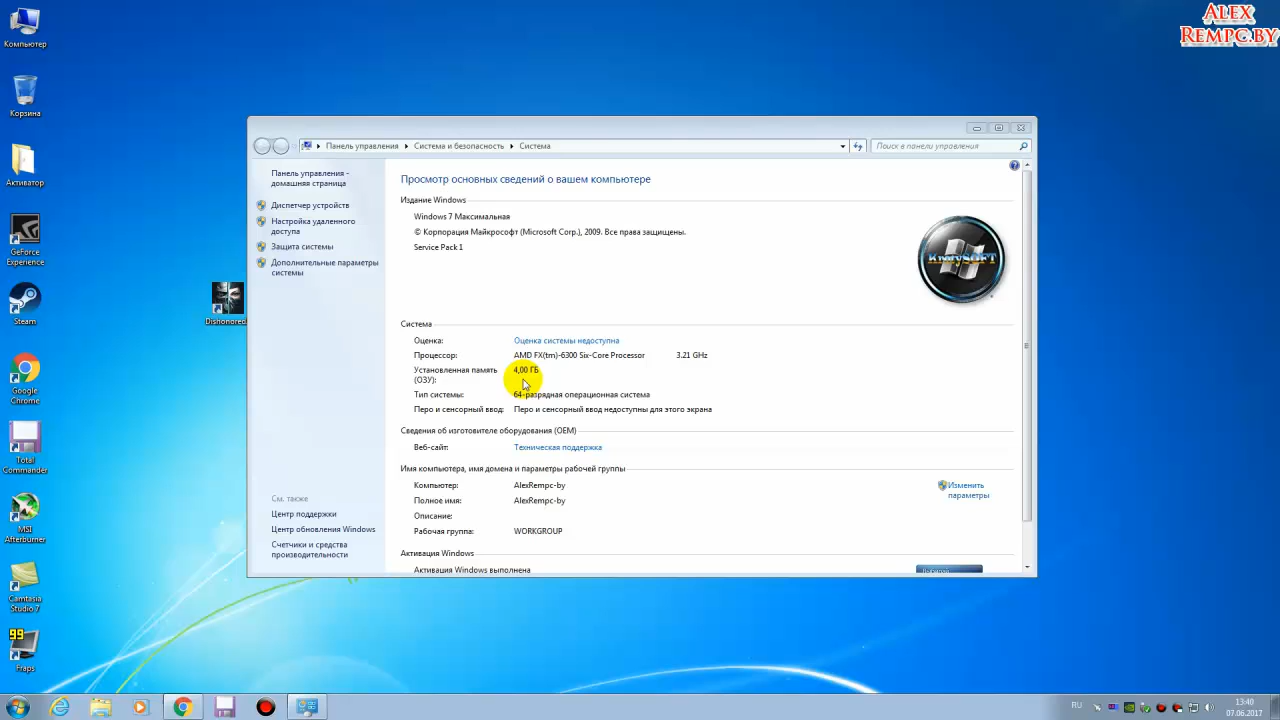 Alex
Rempc.by
Компьютер
Корзина
Активатор
GeForce
Experience
Steam
Google
Chrome
Total
Commander
MSI
Afterburner
Camtasia
Studio 7
99
Fraps
Dishonored.
Панель управления
Система и безопасность
Система
Поиск в панели управления
Панель управления -
домашняя страница
Диспетчер устройств
Настройка удаленного
доступа
Защита системы
Дополнительные параметры
системы
См. также
Центр поддержки
Центр обновления Windows
Счетчики и средства
производительности
Просмотр основных сведений о вашем компьютере
Издание Windows
Windows 7 Максимальная
© Корпорация Майкрософт (Microsoft Corp.), 2009. Все права защищены.
Service Pack 1
KottoSOFT
Система
Оценка: Оценка системы недоступна
Процессор: AMD FX(tm)-6300 Six-Core Processor 3.21 GHz
Установленная память 4,00 ГБ
(ОЗУ):
Тип системы: 64-разрядная операционная система
Перо и сенсорный ввод: Перо и сенсорный ввод недоступны для этого экрана
Сведения об изготовителе оборудования (OEM)
Веб-сайт: Техническая поддержка
Имя компьютера, имя домена и параметры рабочей группы
Компьютер: AlexRempc-by
Изменить
параметры
Полное имя: AlexRempc-by
Описание:
Рабочая группа: WORKGROUP
Активация Windows
Активация Windows выполнена
RU
13:40
07.06.2017